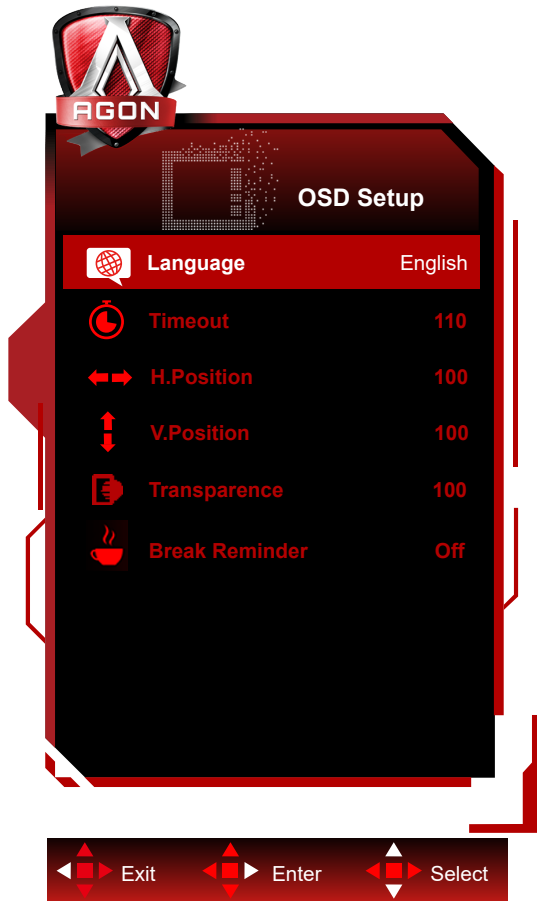 AGON
OSD Setup
Language English
Timeout 110
H.Position 100
V.Position 100
Transparence 100
Break Reminder Off
Exit Enter Select